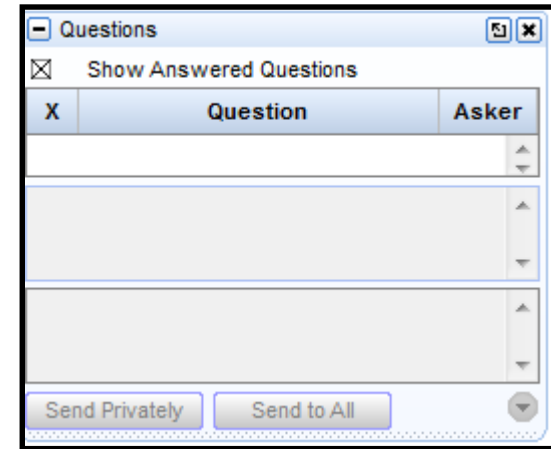 Questions
Show Answered Questions
X Question Asker
Send Privately Send to All